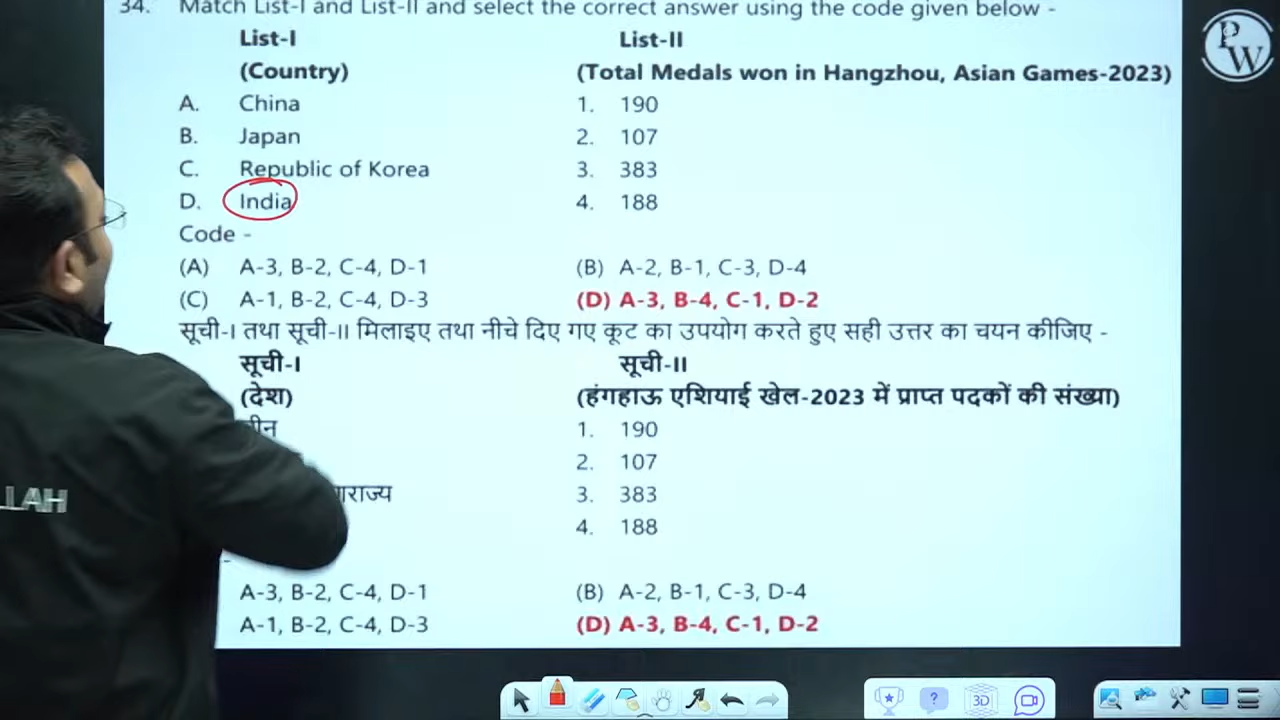 34. Match List-I and List-II and select the correct answer using the code given below -
List-I List-II
(Country) (Total Medals won in Hangzhou, Asian Games-2023)
A. China 1. 190
B. Japan 2. 107
C. Republic of Korea 3. 383
D. India 4. 188
Code -
(A) A-3, B-2, C-4, D-1 (B) A-2, B-1, C-3, D-4
(C) A-1, B-2, C-4, D-3 (D) A-3, B-4, C-1, D-2
सूची-I तथा सूची-II मिलाइए तथा नीचे दिए गए कूट का उपयोग करते हुए सही उत्तर का चयन कीजिए -
सूची-I सूची-II
(देश) (हंगहाऊ एशियाई खेल-2023 में प्राप्त पदकों की संख्या)
1. 190
2. 107
3. 383
4. 188
A-3, B-2, C-4, D-1 (B) A-2, B-1, C-3, D-4
A-1, B-2, C-4, D-3 (D) A-3, B-4, C-1, D-2
PW
LLAH
3D